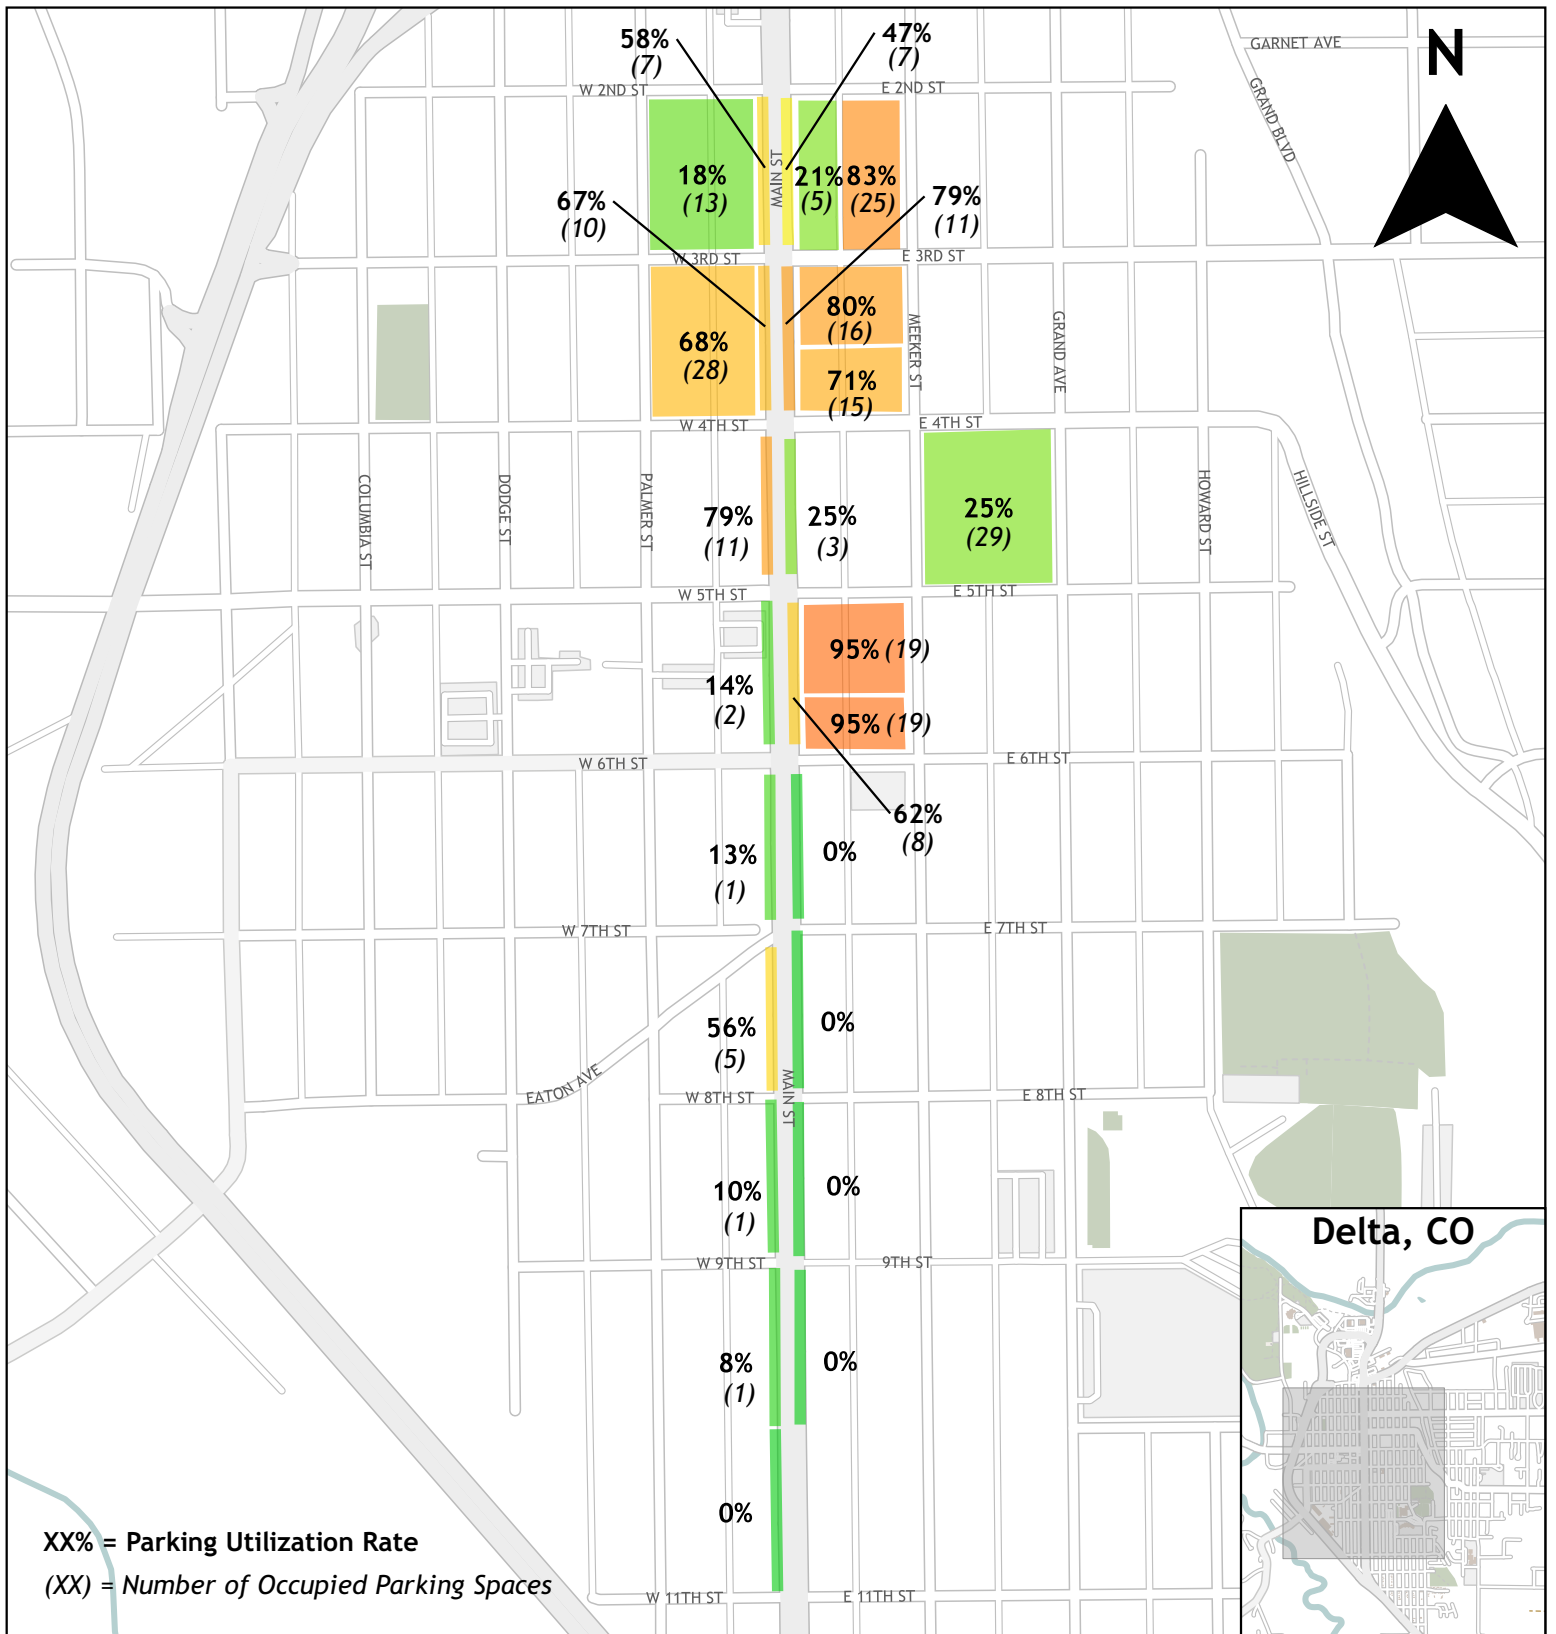 58%
(7)
47%
(7)
GARNET AVE
N
W 2ND ST
E 2ND ST
GRAND BLVD
MAIN ST
18%
(13)
21%
(5)
83%
(25)
67%
(10)
79%
(11)
W 3RD ST
E 3RD ST
80%
(16)
68%
(28)
71%
(15)
MEEKER ST
GRAND AVE
W 4TH ST
E 4TH ST
COLUMBIA ST
DODGE ST
PALMER ST
HOWARD ST
HILLSIDE ST
79%
(11)
25%
(3)
25%
(29)
W 5TH ST
E 5TH ST
95% (19)
14%
(2)
95% (19)
W 6TH ST
E 6TH ST
62%
(8)
13%
(1)
0%
W 7TH ST
E 7TH ST
56%
(5)
0%
EATON AVE
MAIN ST
W 8TH ST
E 8TH ST
10%
(1)
0%
W 9TH ST
9TH ST
Delta, CO
8%
(1)
0%
0%
XX% = Parking Utilization Rate
(XX) = Number of Occupied Parking Spaces
W 11TH ST
E 11TH ST